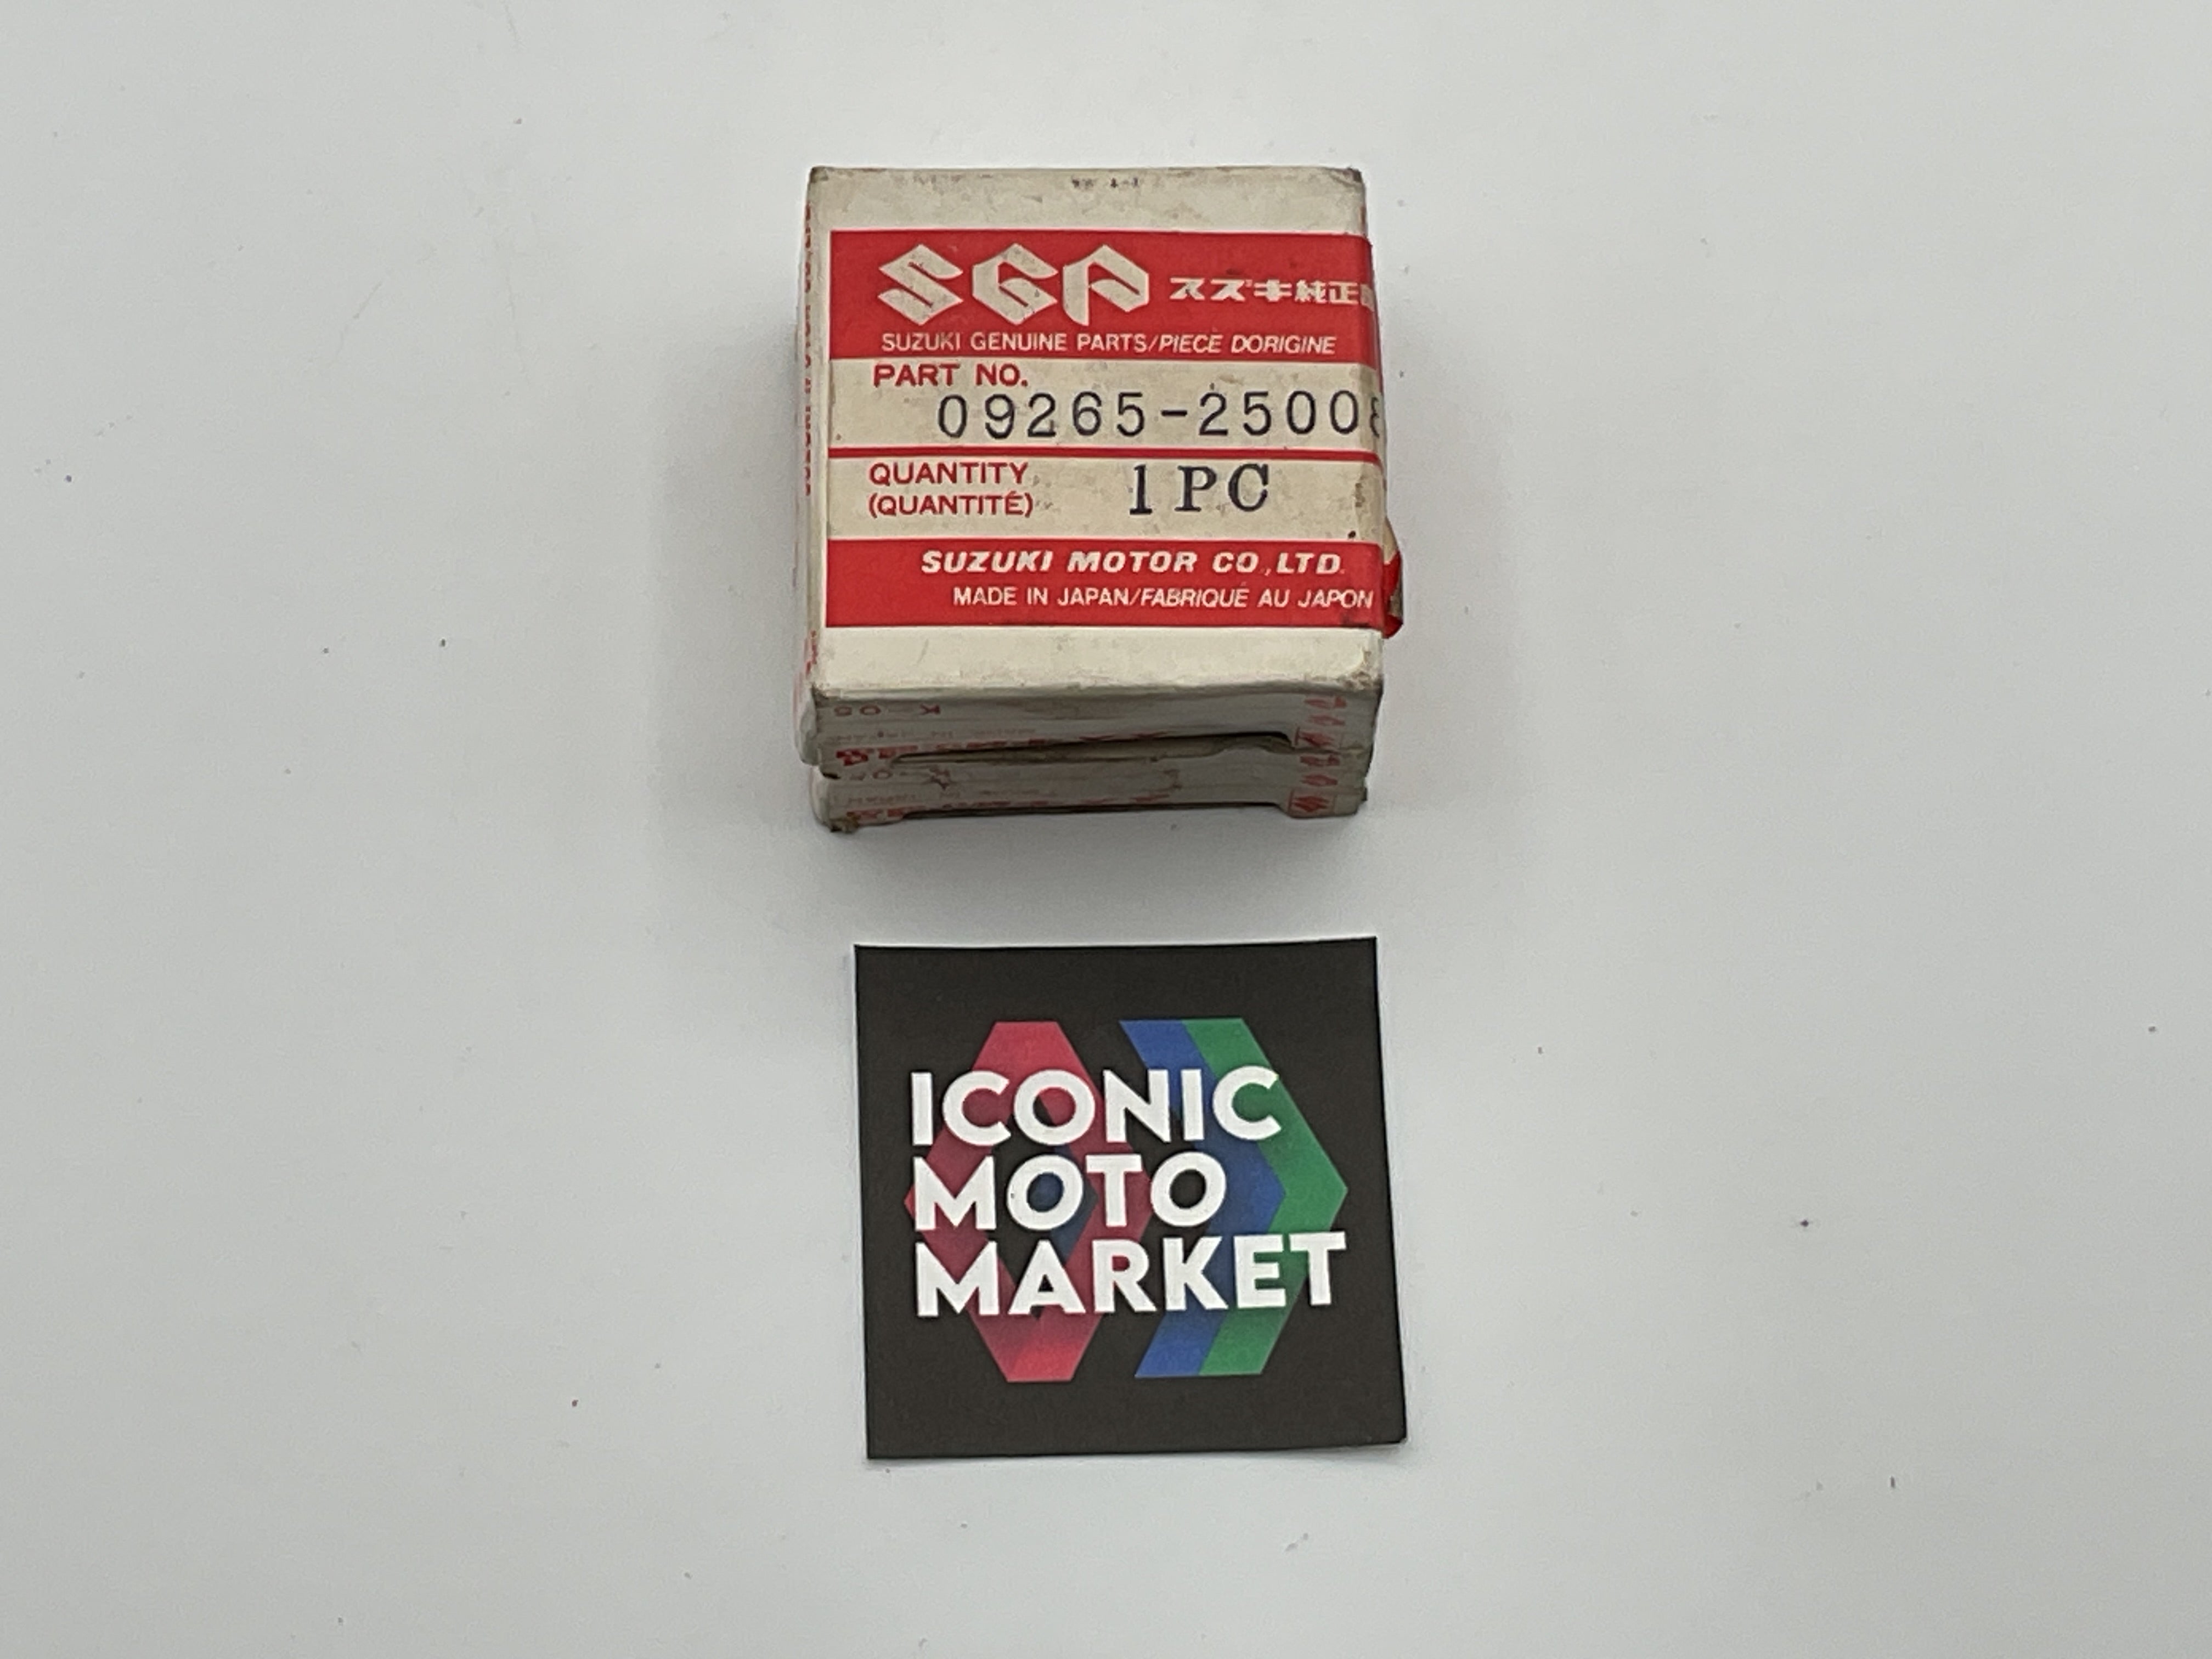 SGP スズキ純正
SUZUKI GENUINE PARTS/PIECE DORIGINE
PART NO.
09265-25008
QUANTITY
(QUANTITÉ)
1PC
SUZUKI MOTOR CO.,LTD.
MADE IN JAPAN/FABRIQUÉ AU JAPON
K-05
ICONIC
MOTO
MARKET